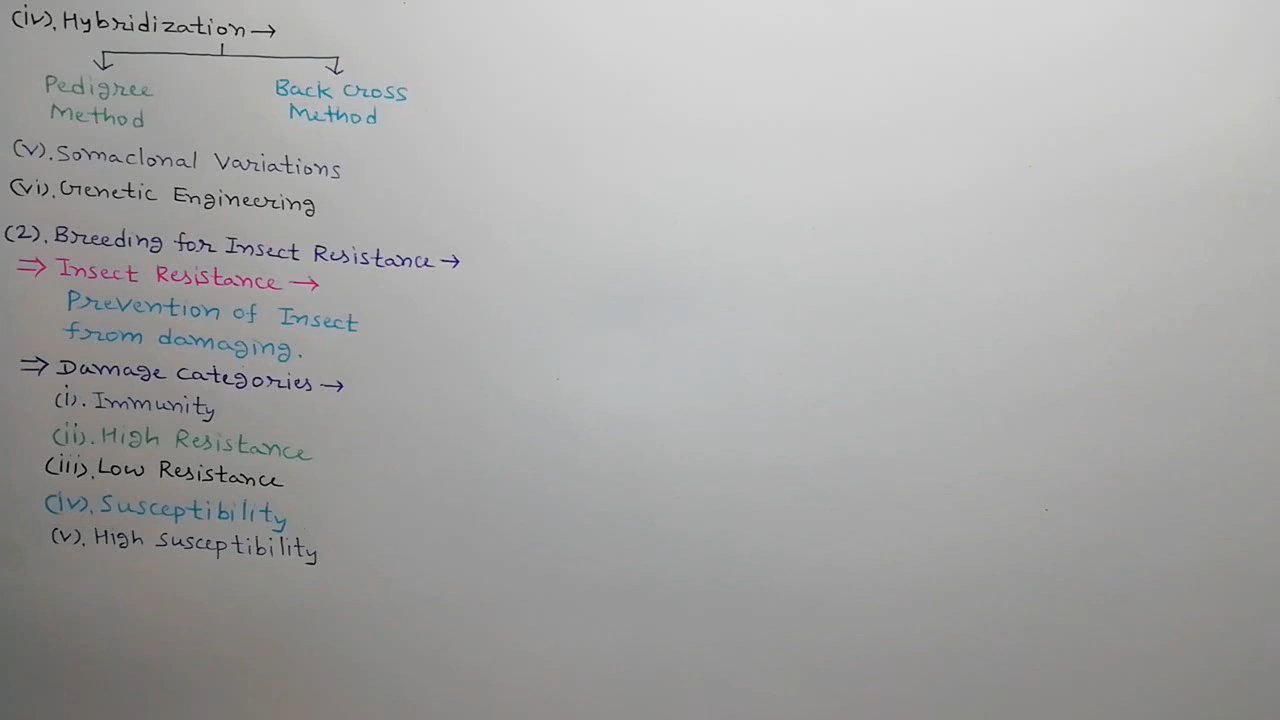 (iv). Hybridization →
Pedigree Method
Back cross Method
(v). Somaclonal Variations
(vi). Genetic Engineering
(2). Breeding for Insect Resistance →
⇒ Insect Resistance →
Prevention of Insect
from damaging.
⇒ Damage Categories →
(i). Immunity
(ii). High Resistance
(iii). Low Resistance
(iv). Susceptibility
(v). High Susceptibility